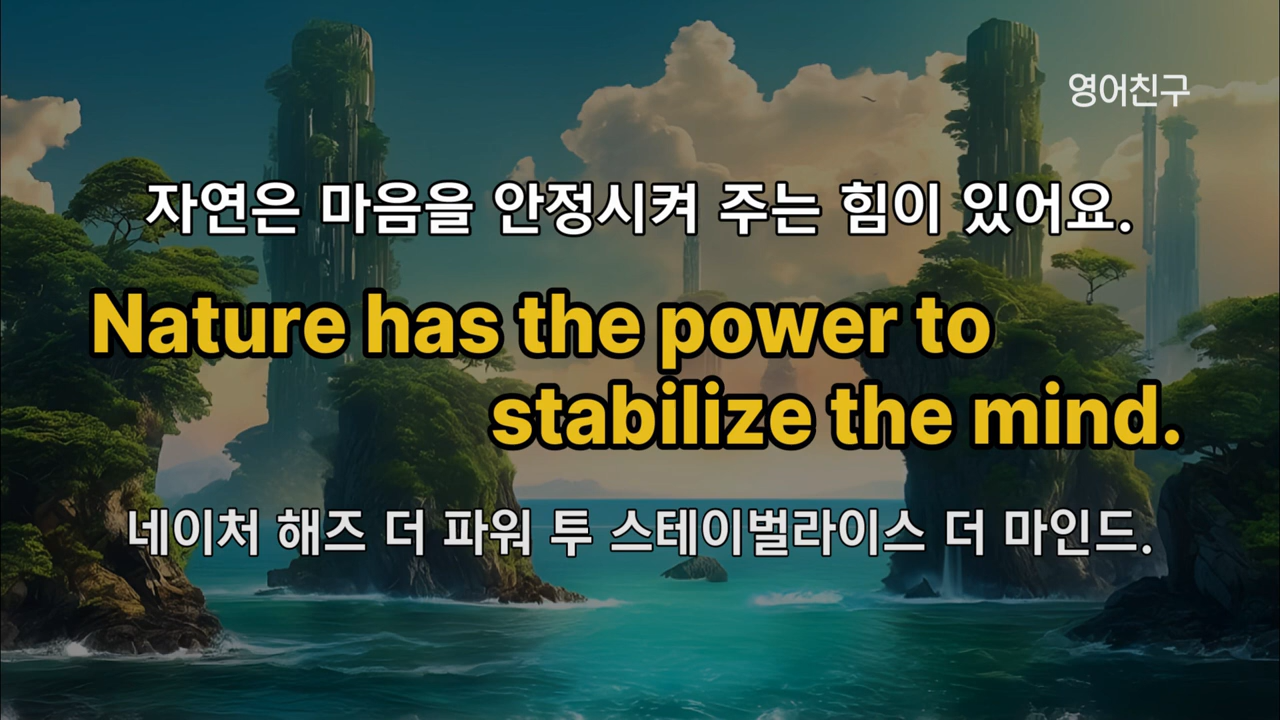 영어친구
자연은 마음을 안정시켜 주는 힘이 있어요.
Nature has the power to
stabilize the mind.
네이처 해즈 더 파워 투 스테이벌라이스 더 마인드.